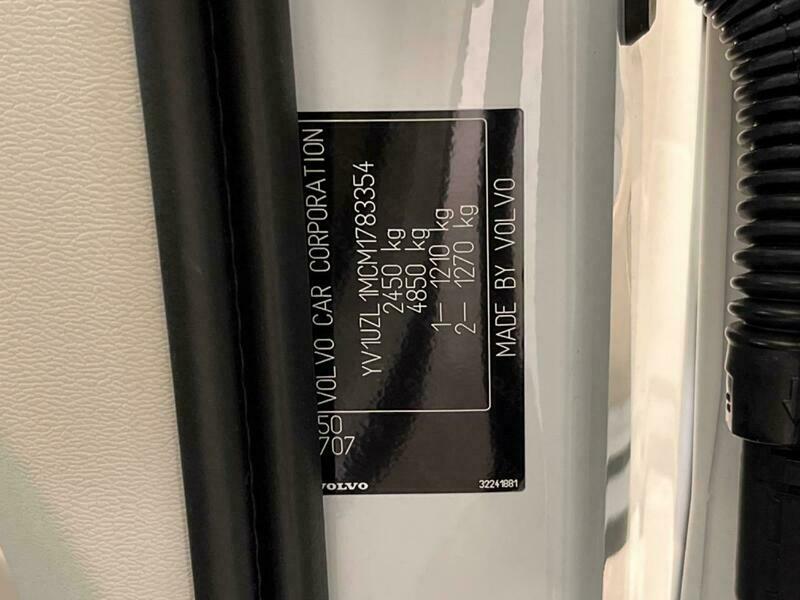 VOLVO CAR CORPORATION
YV1UZL1MCM1783354
2450 kg
4850 kg
1— 1210 kg
2— 1270 kg
MADE BY VOLVO
50
707
VOLVO
32241881